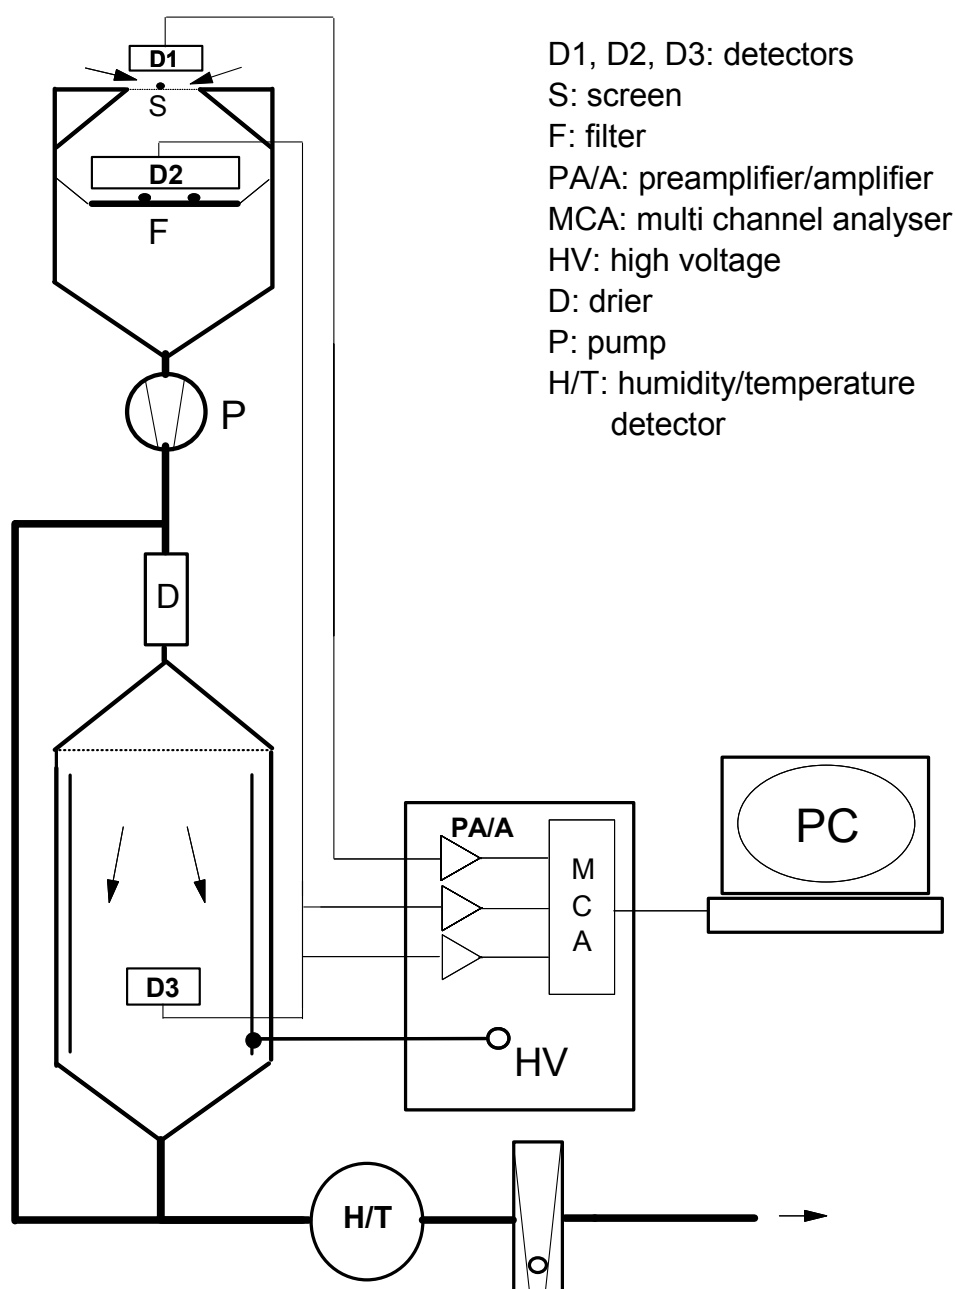 D1
S
D2
F
P
D
D3
PA/A
M
C
A
HV
PC
H/T
D1, D2, D3: detectors
S: screen
F: filter
PA/A: preamplifier/amplifier
MCA: multi channel analyser
HV: high voltage
D: drier
P: pump
H/T: humidity/temperature
detector